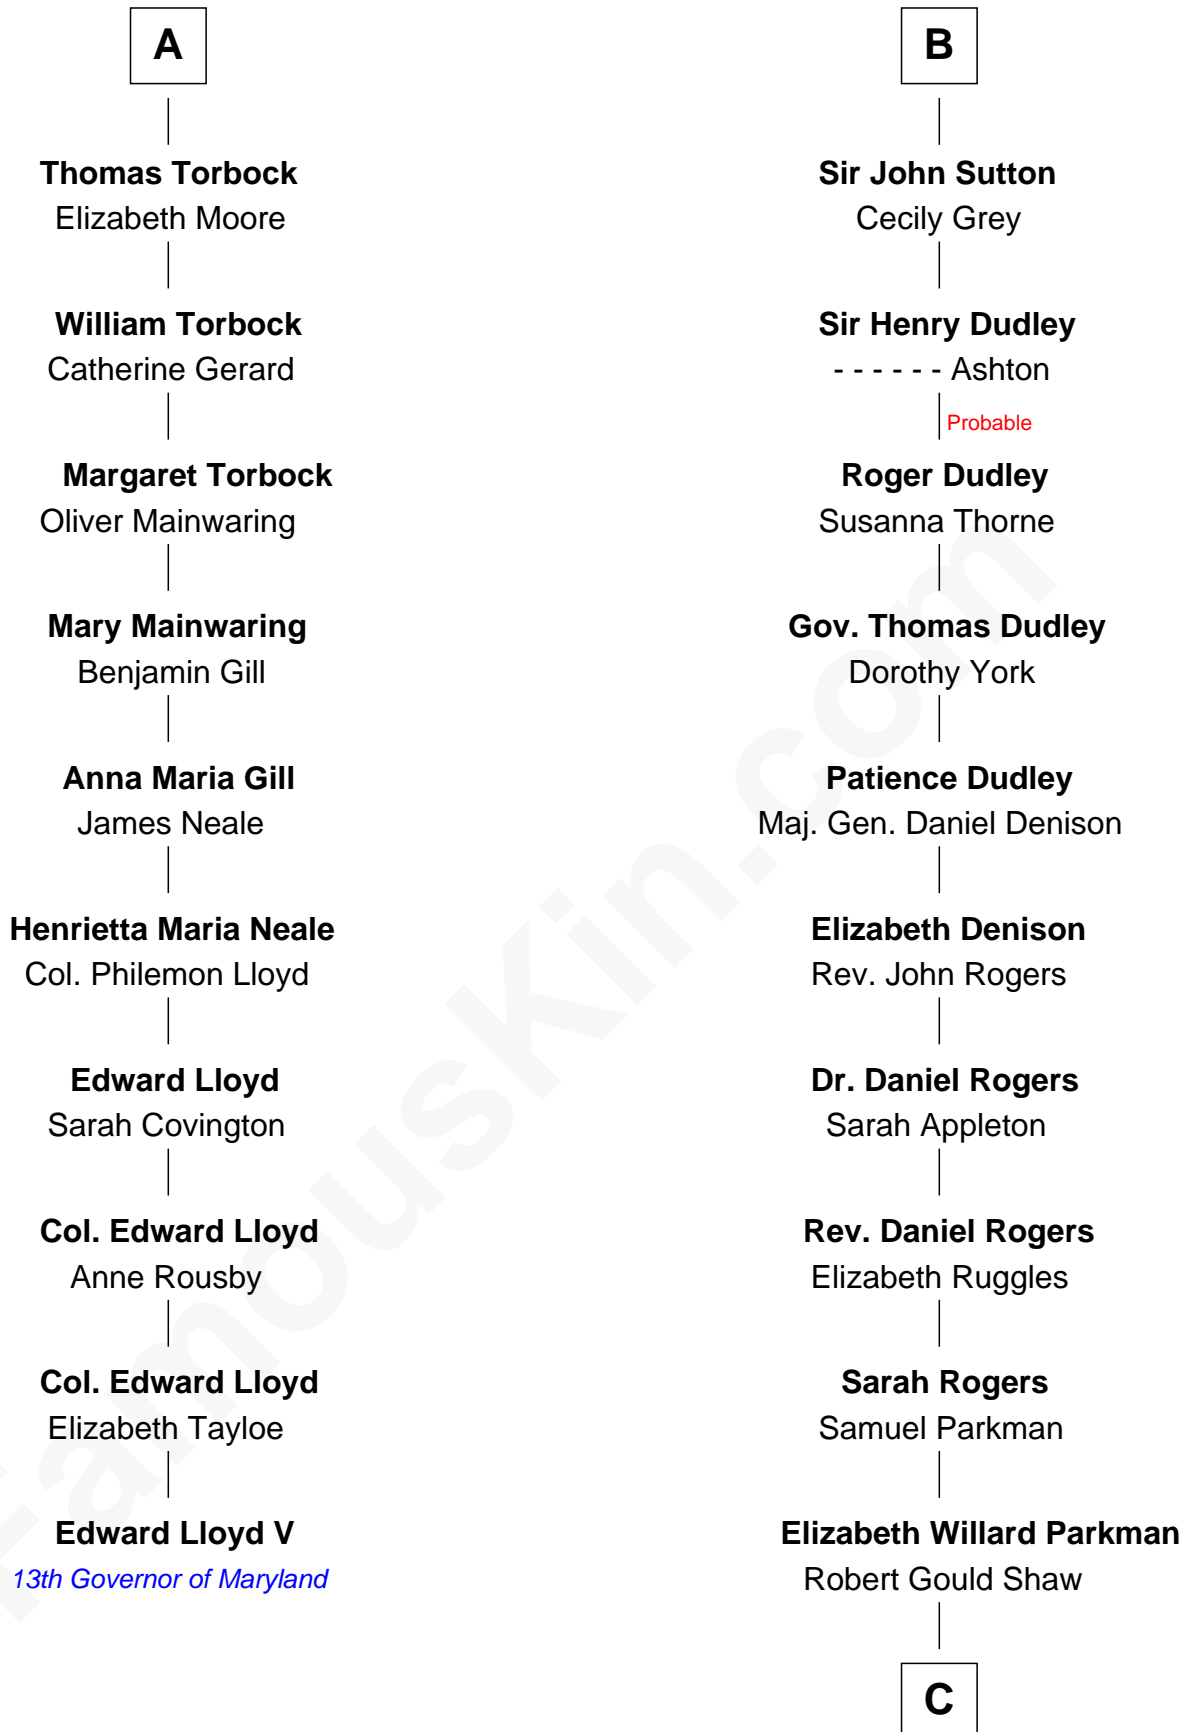 A
Thomas Torbock
Elizabeth Moore
William Torbock
Catherine Gerard
Margaret Torbock
Oliver Mainwaring
Mary Mainwaring
Benjamin Gill
Anna Maria Gill
James Neale
Henrietta Maria Neale
Col. Philemon Lloyd
Edward Lloyd
Sarah Covington
Col. Edward Lloyd
Anne Rousby
Col. Edward Lloyd
Elizabeth Tayloe
Edward Lloyd V
13th Governor of Maryland
B
Sir John Sutton
Cecily Grey
Sir Henry Dudley
- - - - - - Ashton
Probable
Roger Dudley
Susanna Thorne
Gov. Thomas Dudley
Dorothy York
Patience Dudley
Maj. Gen. Daniel Denison
Elizabeth Denison
Rev. John Rogers
Dr. Daniel Rogers
Sarah Appleton
Rev. Daniel Rogers
Elizabeth Ruggles
Sarah Rogers
Samuel Parkman
Elizabeth Willard Parkman
Robert Gould Shaw
C
FamousKin.com